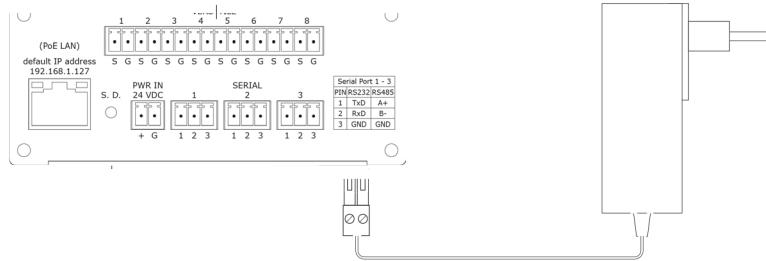 1 2 3 4 5 6 7 8
S G S G S G S G S G S G S G S G
(PoE LAN)
default IP address
192.168.1.127
S. D.
PWR IN
24 VDC
+ G
SERIAL
1 2 3
1 2 3 1 2 3 1 2 3
Serial Port 1 - 3
PIN RS232 RS485
1 TxD A+
2 RxD B-
3 GND GND